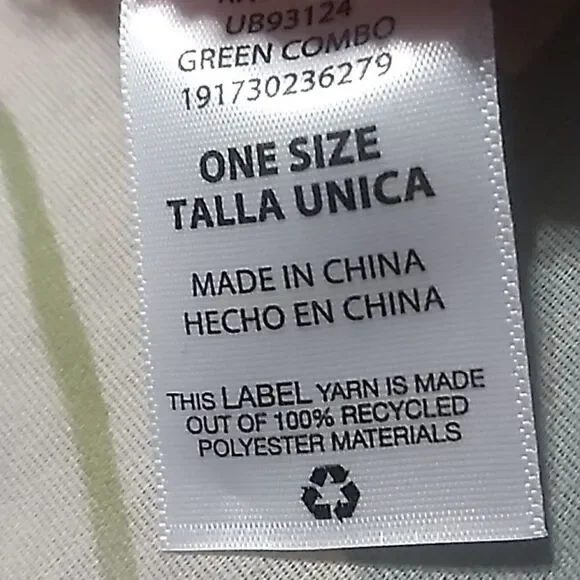 UB93124
GREEN COMBO
191730236279
ONE SIZE
TALLA UNICA
MADE IN CHINA
HECHO EN CHINA
THIS LABEL YARN IS MADE
OUT OF 100% RECYCLED
POLYESTER MATERIALS